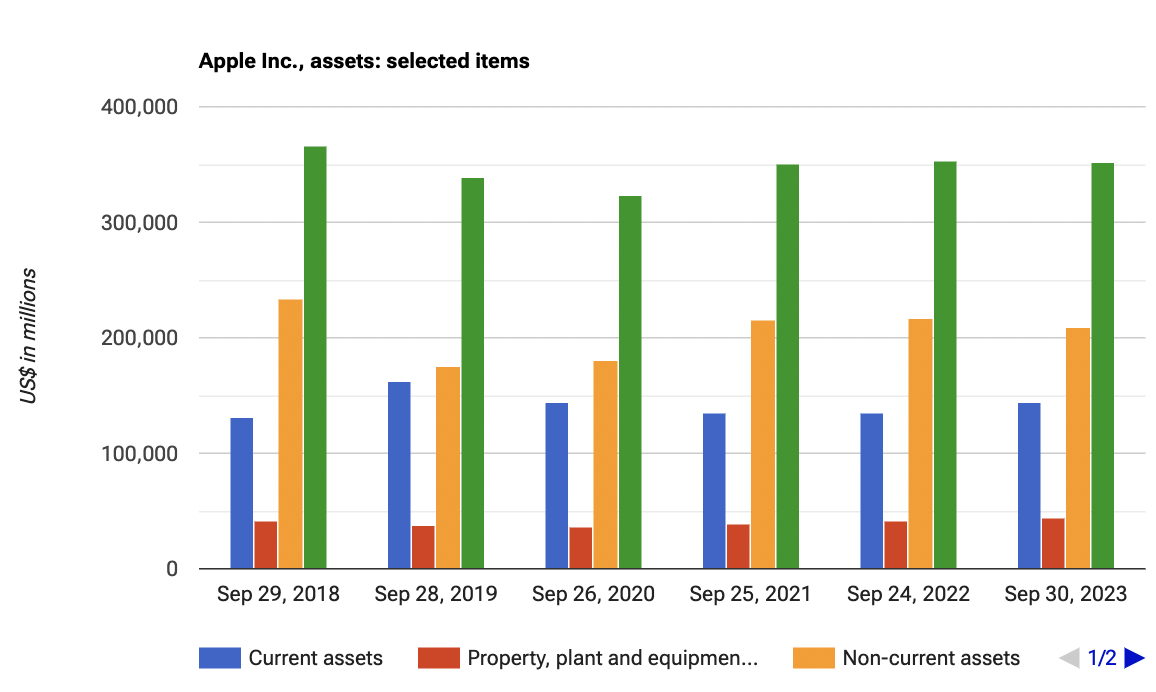 Apple Inc., assets: selected items
400,000
300,000
200,000
100,000
0
US$ in millions
Sep 29, 2018 Sep 28, 2019 Sep 26, 2020 Sep 25, 2021 Sep 24, 2022 Sep 30, 2023
Current assets Property, plant and equipmen... Non-current assets 1/2